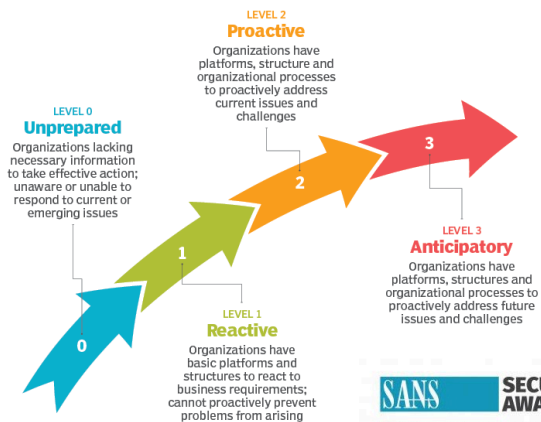 LEVEL 2
Proactive
Organizations have
platforms, structure and
organizational processes
to proactively address
current issues and
challenges
LEVEL 0
Unprepared
Organizations lacking
necessary information
to take effective action;
unaware or unable to
respond to current or
emerging issues
3
2
1
0
LEVEL 3
Anticipatory
Organizations have
platforms, structures and
organizational processes to
proactively address future
issues and challenges
LEVEL 1
Reactive
Organizations have
basic platforms and
structures to react to
business requirements;
cannot proactively prevent
problems from arising
SANS